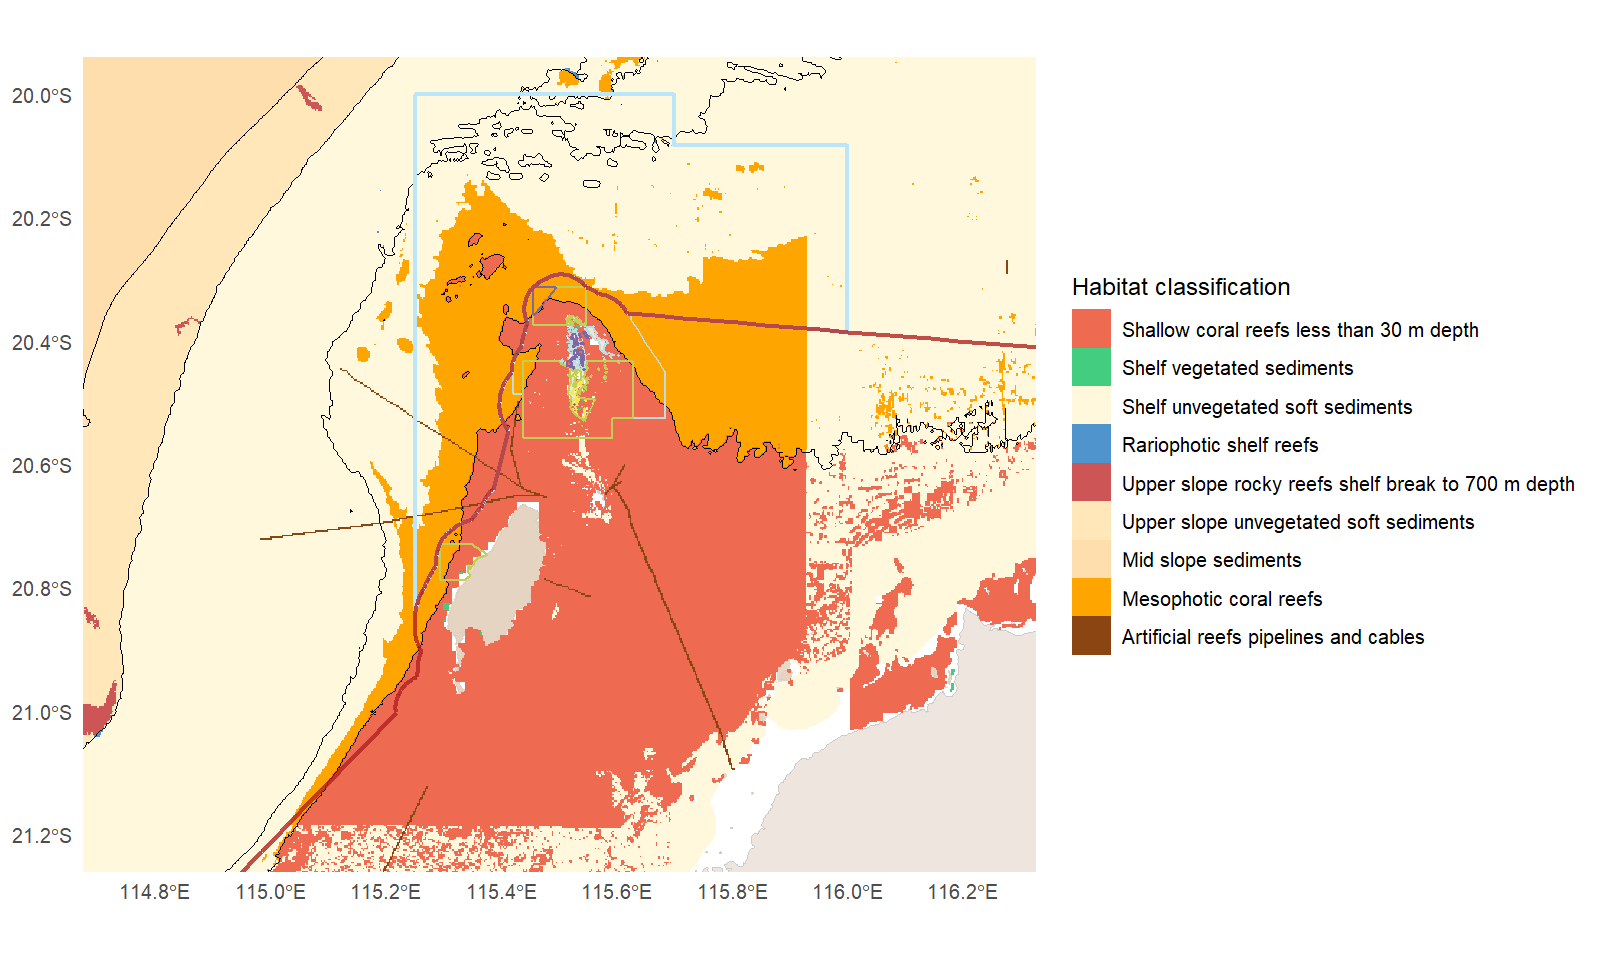 20.0°S
20.2°S
20.4°S
20.6°S
20.8°S
21.0°S
21.2°S
114.8°E
115.0°E
115.2°E
115.4°E
115.6°E
115.8°E
116.0°E
116.2°E
Habitat classification
Shallow coral reefs less than 30 m depth
Shelf vegetated sediments
Shelf unvegetated soft sediments
Rariophotic shelf reefs
Upper slope rocky reefs shelf break to 700 m depth
Upper slope unvegetated soft sediments
Mid slope sediments
Mesophotic coral reefs
Artificial reefs pipelines and cables